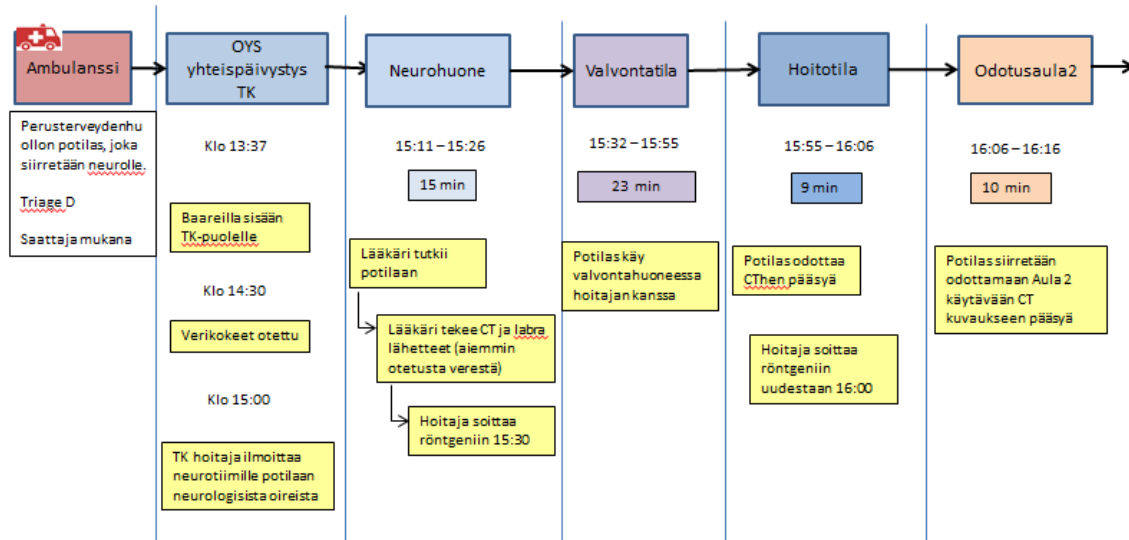 Ambulanssi
OYS
yhteispäivystys
TK
Neurohuone
Valvontatila
Hoitotila
Odotusaula2
Perusterveydenhu
ollon potilas, joka
siirretään neurolle.
Triage D
Saattaja mukana
Klo 13:37
Baareilla sisään
TK-puolelle
Klo 14:30
Verikokeet otettu
Klo 15:00
TK hoitaja ilmoittaa
neurotiimille potilaan
neurologisista oireista
15:11 – 15:26
15 min
Lääkäri tutkii
potilaan
Lääkäri tekee CT ja labra
lähetteet (aiemmin
otetusta verestä)
Hoitaja soittaa
röntgeniin 15:30
15:32 – 15:55
23 min
Potilas käy
valvontahuoneessa
hoitajan kanssa
15:55 – 16:06
9 min
Potilas odottaa
CThen pääsyä
Hoitaja soittaa
röntgeniin
uudestaan 16:00
16:06 – 16:16
10 min
Potilas siirretään
odottamaan Aula 2
käytävään CT
kuvaukseen pääsyä